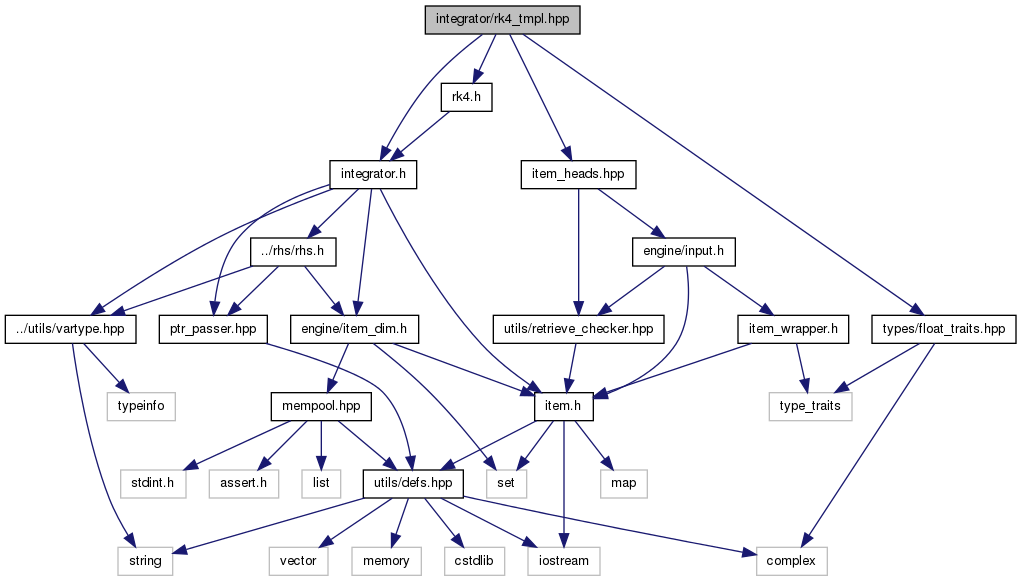 integrator/rk4_tmpl.hpp
rk4.h
integrator.h
item_heads.hpp
../rhs/rhs.h
engine/input.h
../utils/vartype.hpp
ptr_passer.hpp
engine/item_dim.h
utils/retrieve_checker.hpp
item_wrapper.h
types/float_traits.hpp
typeinfo
mempool.hpp
item.h
type_traits
stdint.h
assert.h
list
utils/defs.hpp
set
map
string
vector
memory
cstdlib
iostream
complex